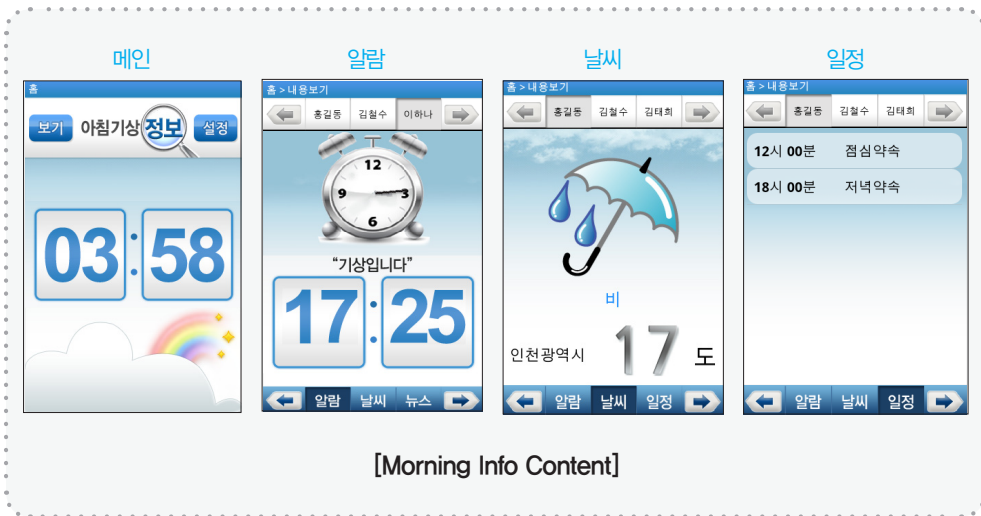 메인
홈
보기 아침기상 정보 설정
03:58
알람
홈 > 내용보기
홍길동 김철수 이하나
12
9 3
6
“기상입니다”
17:25
알람 날씨 뉴스
날씨
홈 > 내용보기
홍길동 김철수 김태희
비
인천광역시 17 도
알람 날씨 일정
일정
홈 > 내용보기
홍길동 김철수 김태희
12시 00분 점심약속
18시 00분 저녁약속
알람 날씨 일정
[Morning Info Content]